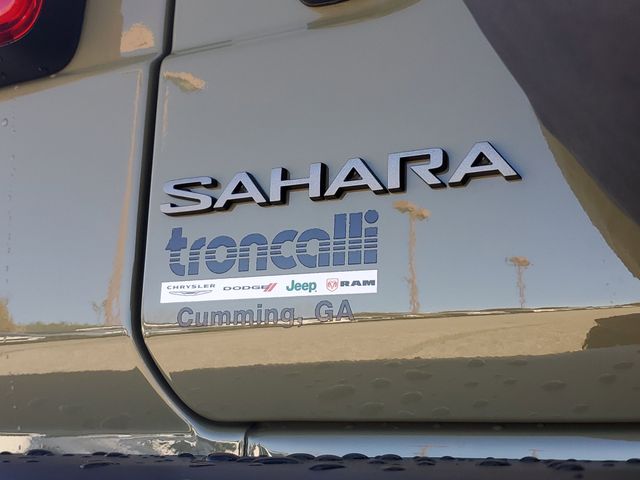 SAHARA
troncalli
CHRYSLER DODGE Jeep RAM
Cumming, GA